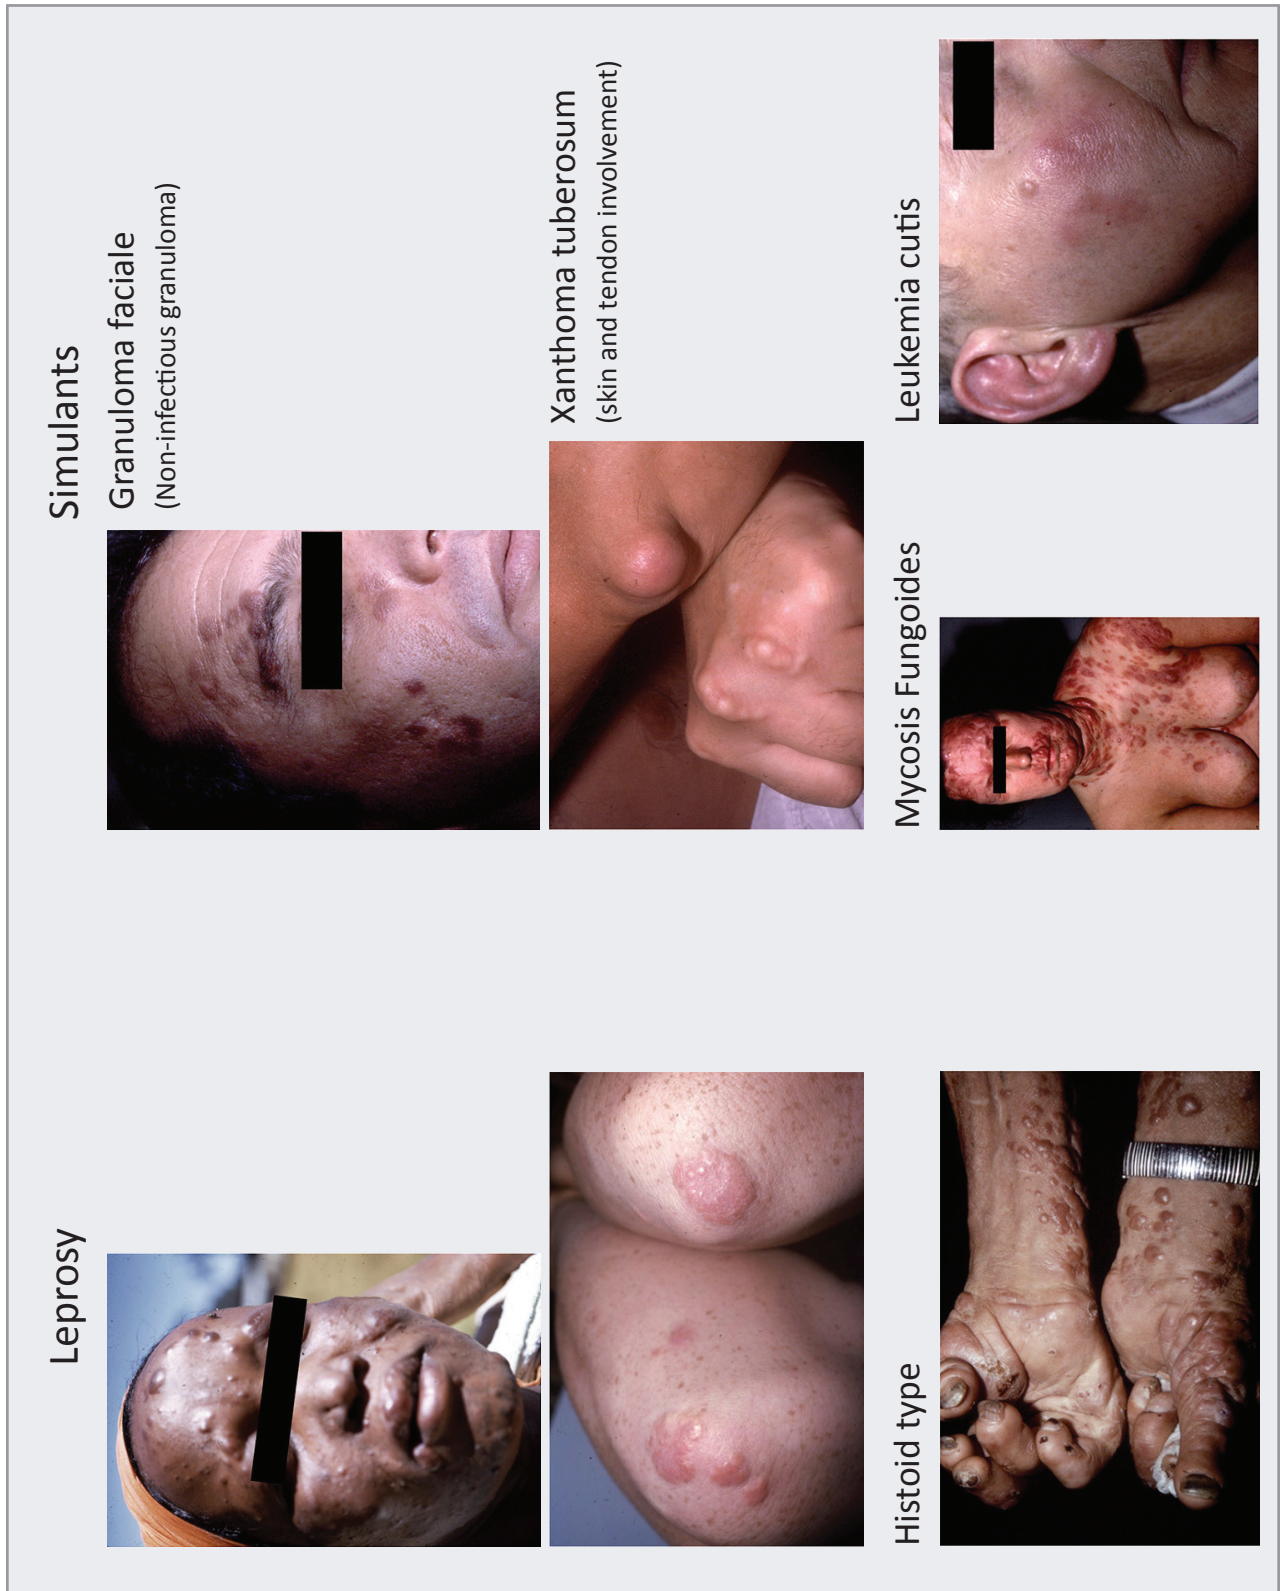 Leprosy
Simulants
Granuloma faciale
(Non-infectious granuloma)
Xanthoma tuberosum
(skin and tendon involvement)
Histoid type
Mycosis Fungoides
Leukemia cutis